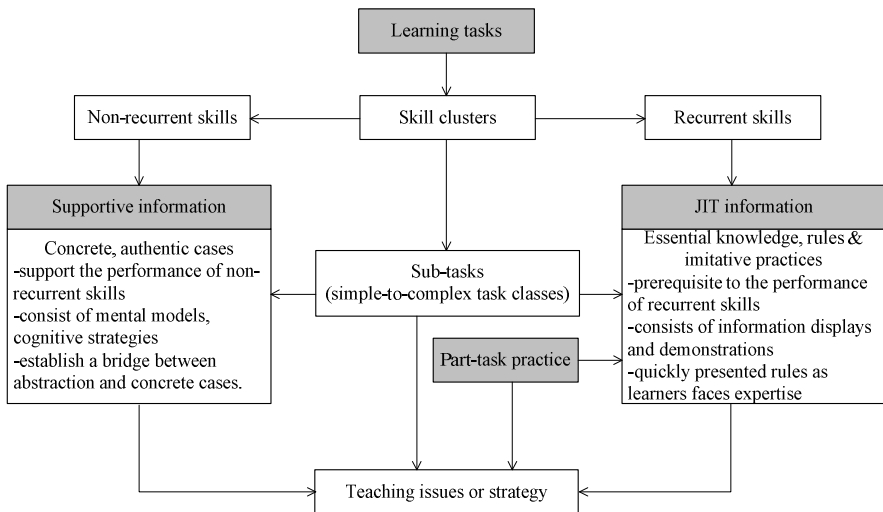 Learning tasks
Non-recurrent skills
Skill clusters
Recurrent skills
Supportive information
Concrete, authentic cases
-support the performance of non-
recurrent skills
-consist of mental models,
cognitive strategies
-establish a bridge between
abstraction and concrete cases.
Sub-tasks
(simple-to-complex task classes)
Part-task practice
JIT information
Essential knowledge, rules &
imitative practices
-prerequisite to the performance
of recurrent skills
-consists of information displays
and demonstrations
-quickly presented rules as
learners faces expertise
Teaching issues or strategy